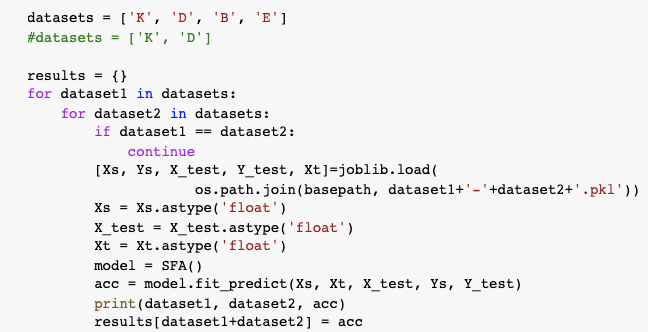 datasets = ['K', 'D', 'B', 'E']
#datasets = ['K', 'D']
results = {}
for dataset1 in datasets:
    for dataset2 in datasets:
        if dataset1 == dataset2:
            continue
        [Xs, Ys, X_test, Y_test, Xt]=joblib.load(
                    os.path.join(basepath, dataset1+'-'+dataset2+'.pkl'))
        Xs = Xs.astype('float')
        X_test = X_test.astype('float')
        Xt = Xt.astype('float')
        model = SFA()
        acc = model.fit_predict(Xs, Xt, X_test, Ys, Y_test)
        print(dataset1, dataset2, acc)
        results[dataset1+dataset2] = acc